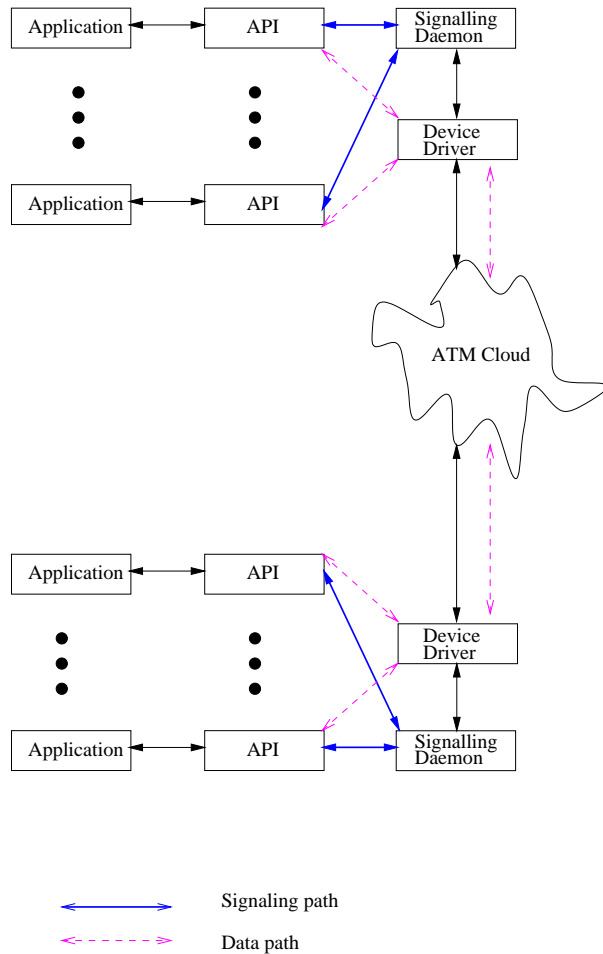 Application
API
Signalling
Daemon
Device
Driver
Application
API
ATM Cloud
Application
API
Device
Driver
Application
API
Signalling
Daemon
Signaling path
Data path